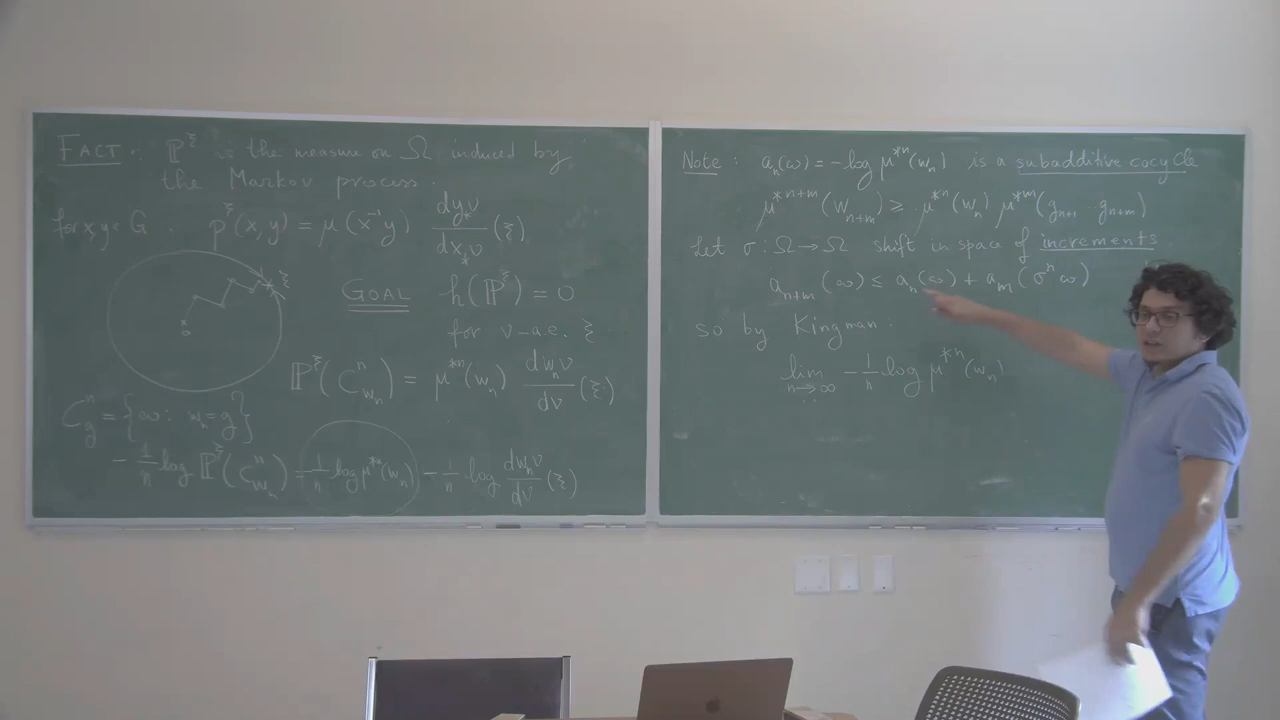 FACT: ℙ^ξ is the measure on Ω induced by
the Markov process.
for x,y ∈ G. p^ξ(x,y) = μ(x⁻¹y) dy_*ν/dx_*ν (ξ)
ξ
o
GOAL h(ℙ^ξ) = 0
for ν-a.e. ξ
ℙ^ξ(C^n_{w_n}) = μ^{*n}(w_n) dw_nν/dν (ξ)
C^n_g = {ω: w_n = g}
-1/n log ℙ^ξ(C^n_{w_n}) = -1/n log μ^{*n}(w_n) - 1/n log dw_nν/dν (ξ)
Note: a_n(ω) = -log μ^{*n}(w_n) is a subadditive cocycle
μ^{*n+m}(w_{n+m}) ≥ μ^{*n}(w_n) μ^{*m}(g_{n+1} ... g_{n+m})
Let σ: Ω→Ω shift in space of increments
a_{n+m}(ω) ≤ a_n(ω) + a_m(σ^n ω)
so by Kingman:
lim_{n→∞} -1/n log μ^{*n}(w_n)